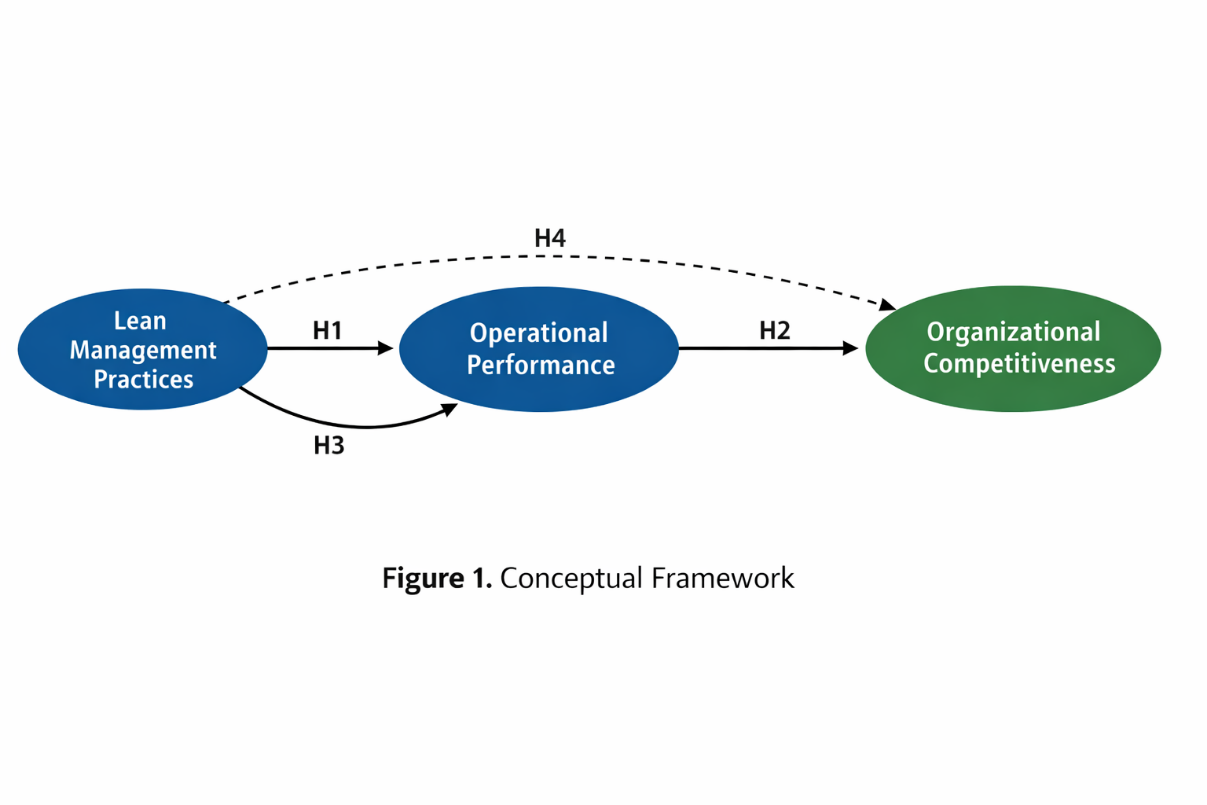 H4
Lean
Management
Practices
H1
Operational
Performance
H2
Organizational
Competitiveness
H3
Figure 1. Conceptual Framework